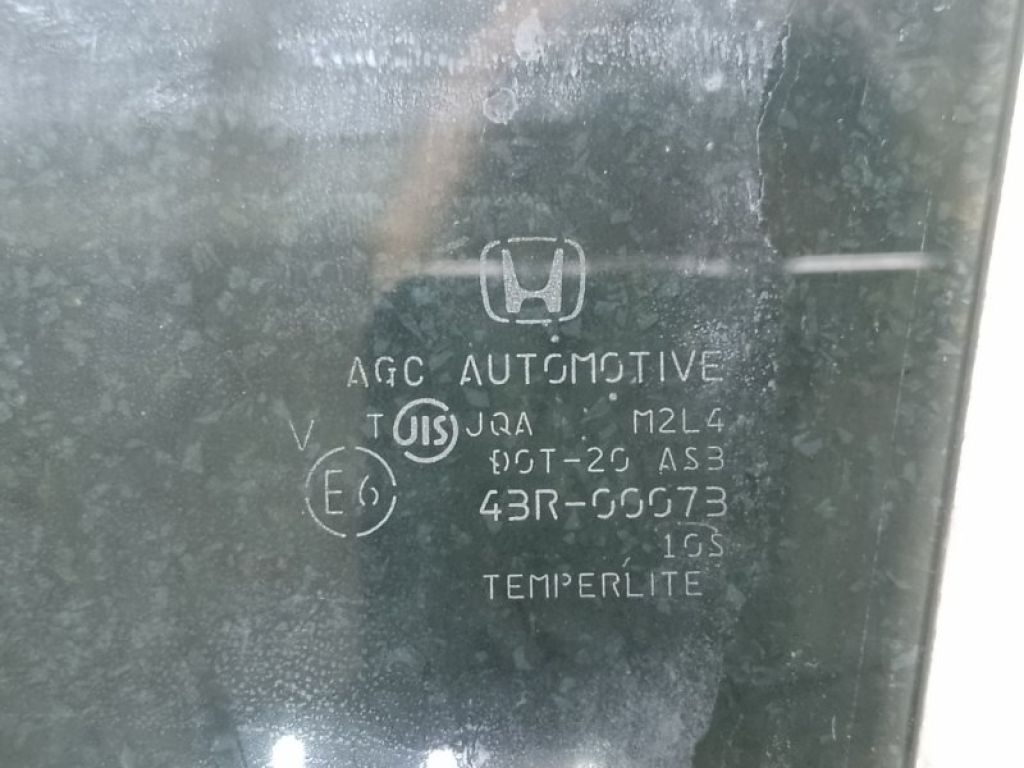 AGC AUTOMOTIVE
V T JIS JQA M2L4
DOT-20 AS3
E6 43R-00073
10S
TEMPERLITE